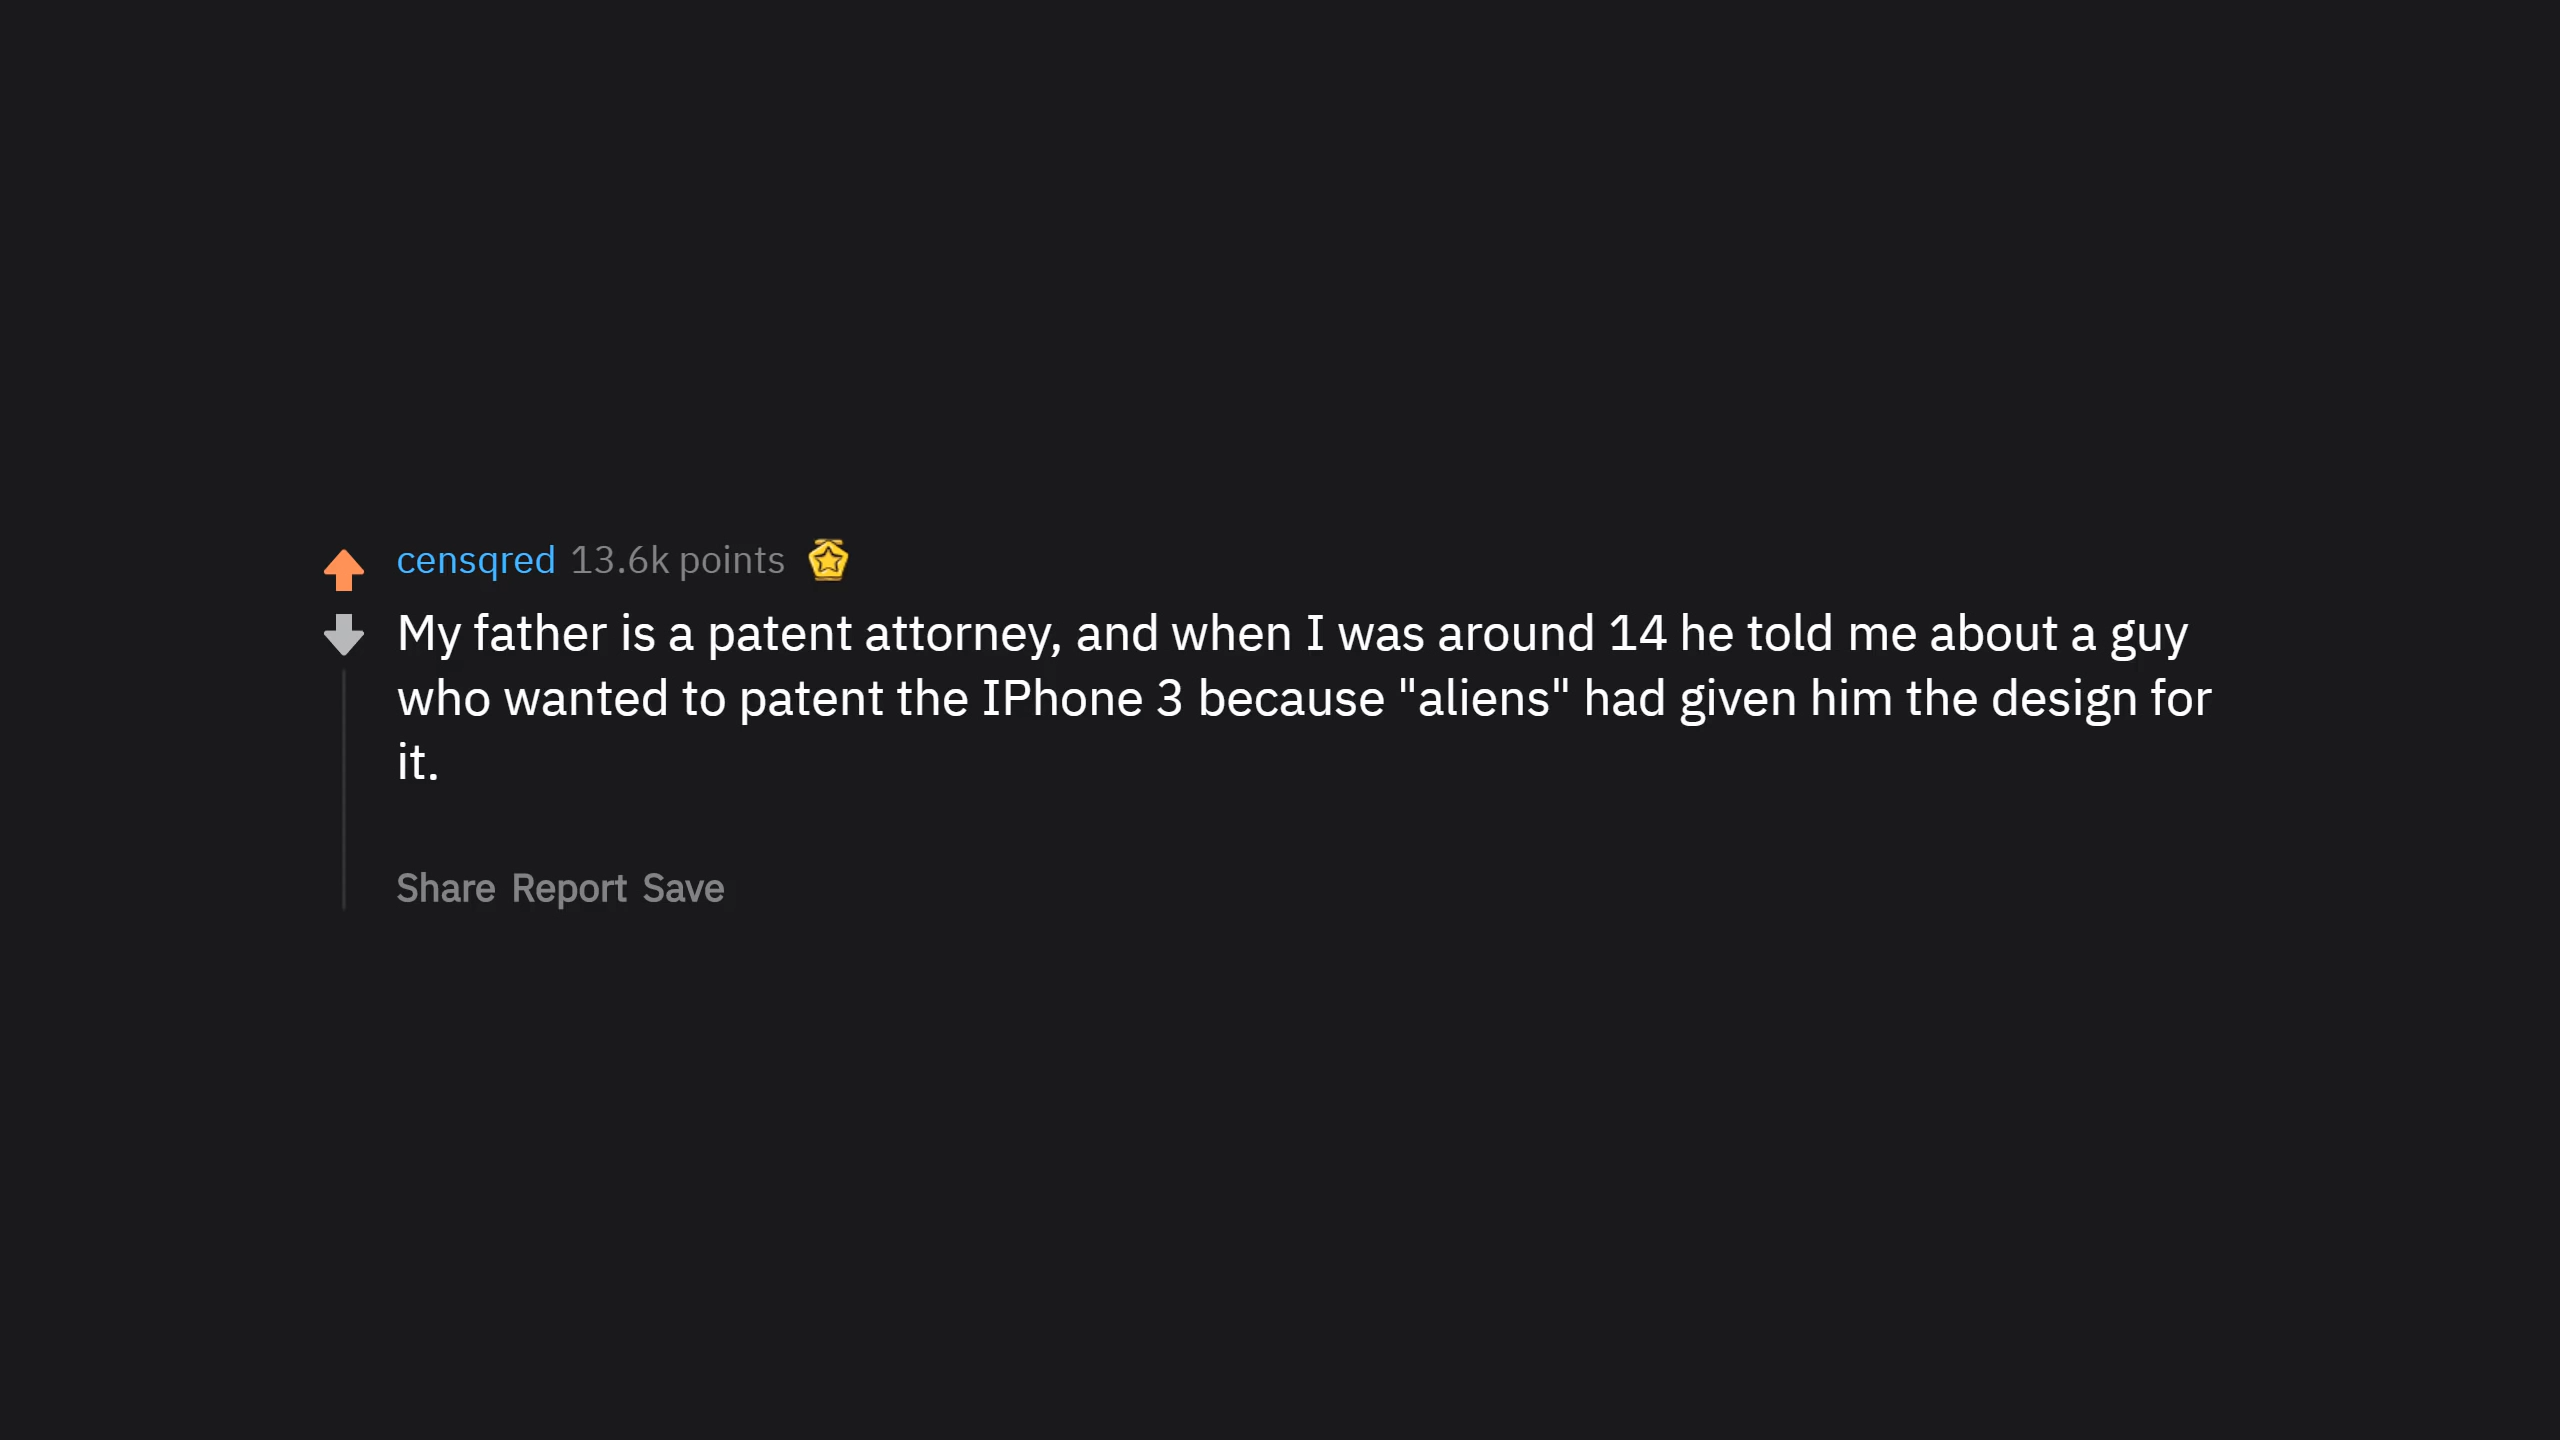 censqred 13.6k points
My father is a patent attorney, and when I was around 14 he told me about a guy
who wanted to patent the IPhone 3 because "aliens" had given him the design for
it.
Share Report Save